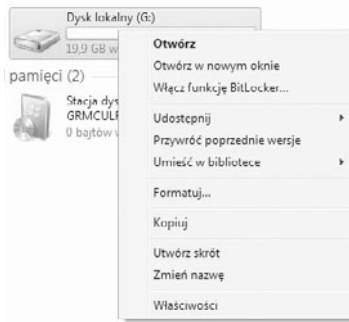 Dysk lokalny (G:)
19,9 GB w
pamięci (2)
Stacja dys
GRMCULF
0 bajtów w
Otwórz
Otwórz w nowym oknie
Włącz funkcję BitLocker...
Udostępnij
Przywróć poprzednie wersje
Umieść w bibliotece
Formatuj...
Kopiuj
Utwórz skrót
Zmień nazwę
Właściwości